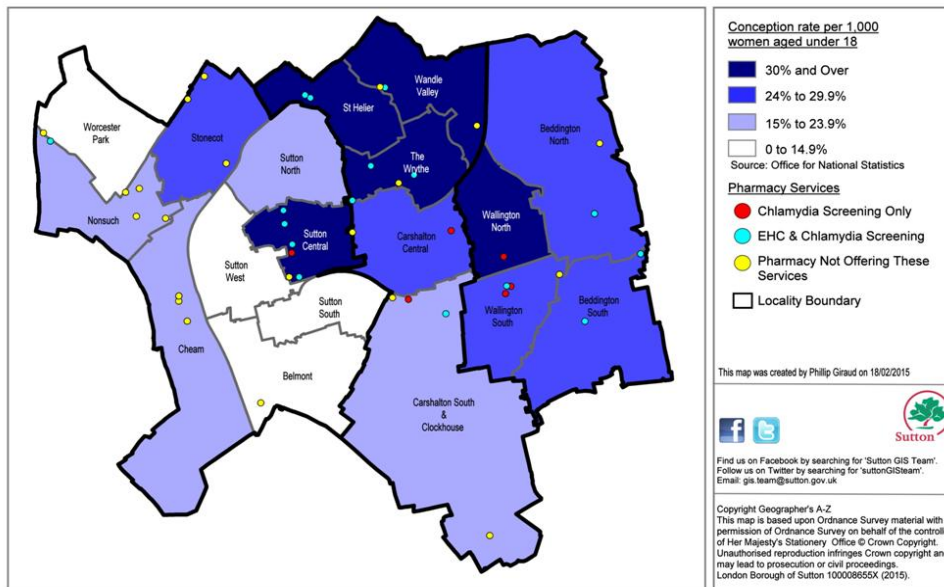 Worcester
Park
Stonecot
Nonsuch
Cheam
Sutton
North
Sutton
Central
Sutton
West
Sutton
South
Belmont
St Helier
Wandle
Valley
The
Wrythe
Carshalton
Central
Wallington
North
Wallington
South
Beddington
North
Beddington
South
Carshalton South
&
Clockhouse
Conception rate per 1,000
women aged under 18
30% and Over
24% to 29.9%
15% to 23.9%
0 to 14.9%
Source: Office for National Statistics
Pharmacy Services
Chlamydia Screening Only
EHC & Chlamydia Screening
Pharmacy Not Offering These
Services
Locality Boundary
This map was created by Phillip Giraud on 18/02/2015
f
t
Sutton
Find us on Facebook by searching for 'Sutton GIS Team'.
Follow us on Twitter by searching for 'suttonGISteam'.
Email: gis.team@sutton.gov.uk
Copyright Geographer's A-Z
This map is based upon Ordnance Survey material with
permission of Ordnance Survey on behalf of the controll
of Her Majesty's Stationery Office © Crown Copyright.
Unauthorised reproduction infringes Crown copyright an
may lead to prosecution or civil proceedings.
London Borough of Sutton 100008655X (2015).